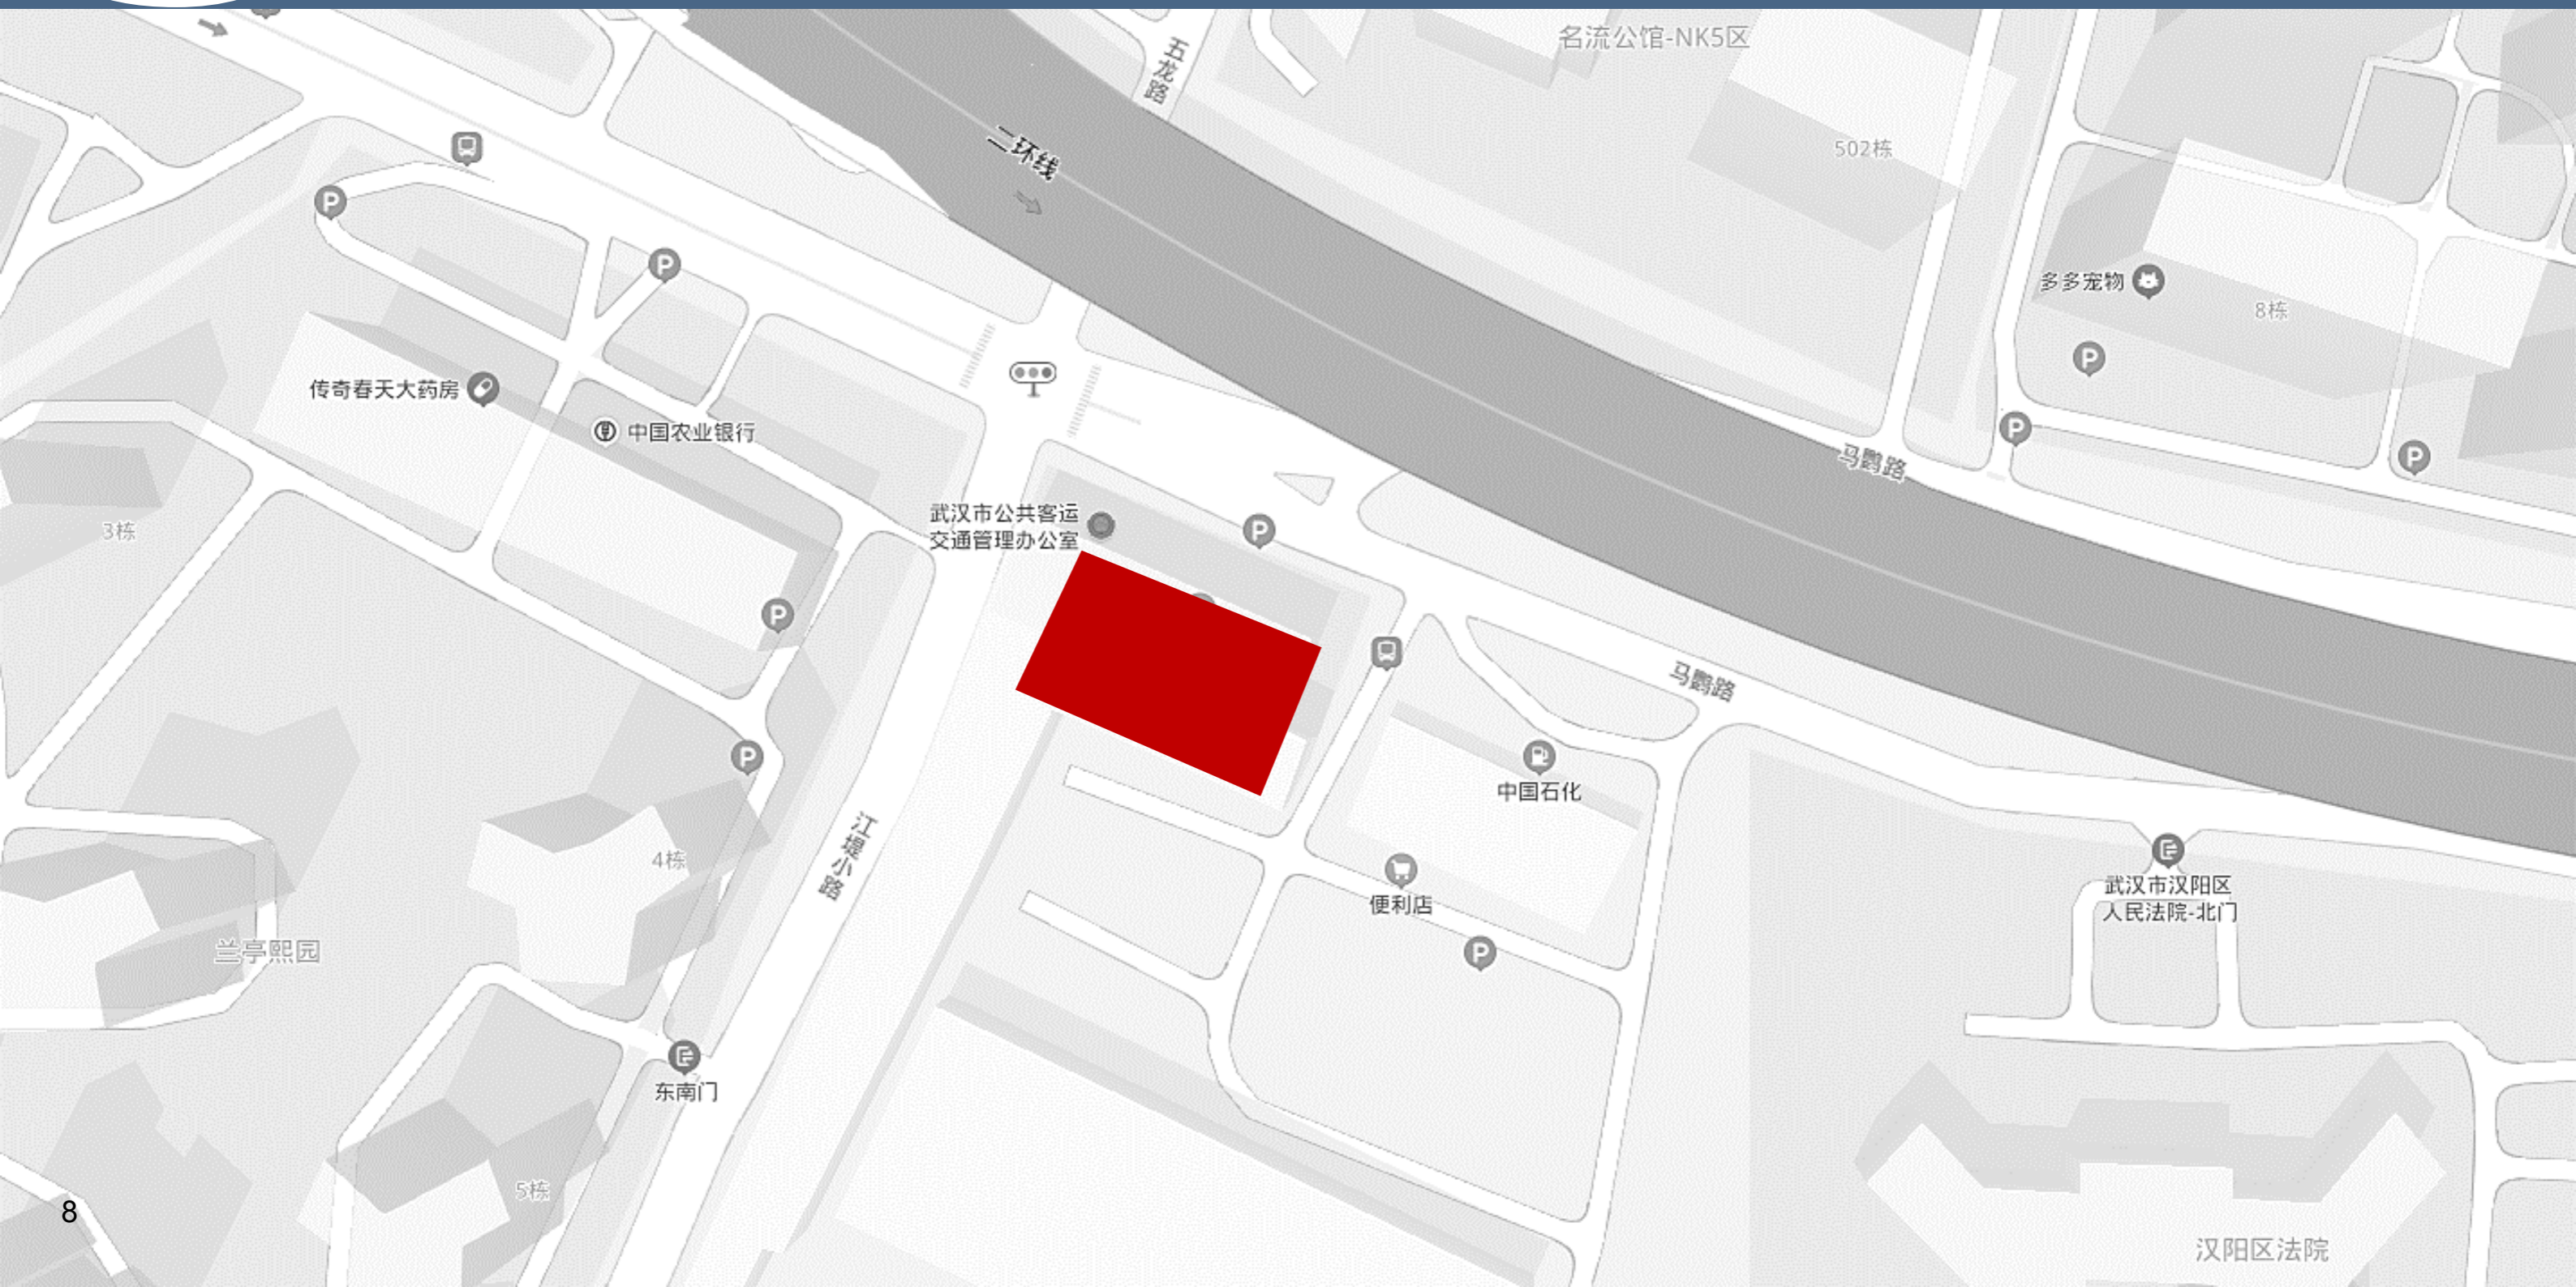 名流公馆-NK5区
五龙路
二环线
502栋
多多宠物
8栋
P
P
P
P
P
传奇春天大药房
中国农业银行
马鹦路
3栋
武汉市公共客运
交通管理办公室
P
P
马鹦路
P
中国石化
4栋
江堤小路
武汉市汉阳区
人民法院-北门
便利店
P
兰亭熙园
东南门
5栋
8
汉阳区法院